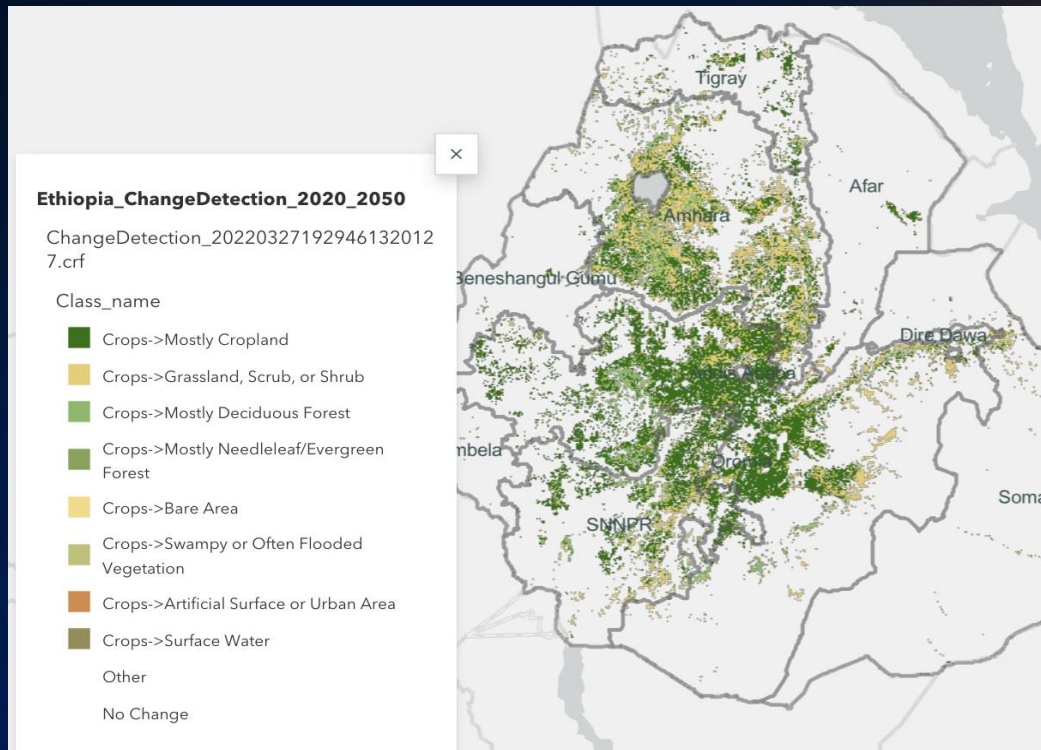 ×
Ethiopia_ChangeDetection_2020_2050
ChangeDetection_20220327192946132012
7.crf
Class_name
Crops->Mostly Cropland
Crops->Grassland, Scrub, or Shrub
Crops->Mostly Deciduous Forest
Crops->Mostly Needleleaf/Evergreen
Forest
Crops->Bare Area
Crops->Swampy or Often Flooded
Vegetation
Crops->Artificial Surface or Urban Area
Crops->Surface Water
Other
No Change
Tigray
Afar
Amhara
Beneshangul Gumu
Dire Dawa
mbela
SNNPR
Soma